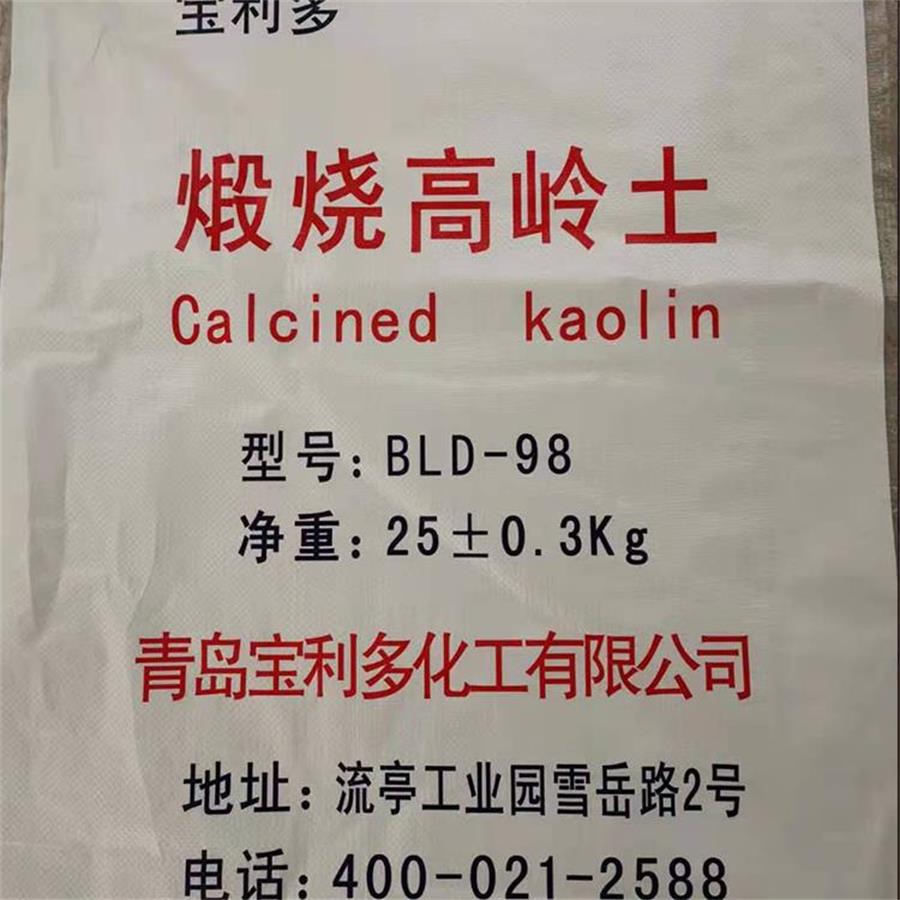 宝利多
煅烧高岭土
Calcined kaolin
型号：BLD-98
净重：25±0.3Kg
青岛宝利多化工有限公司
地址：流亭工业园雪岳路2号
电话：400-021-2588